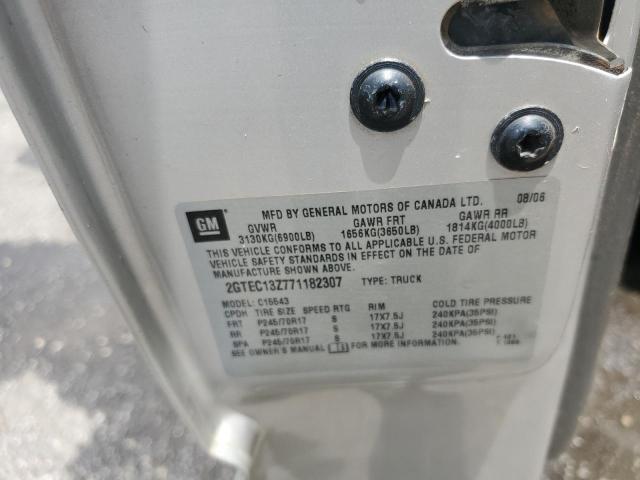 MFD BY GENERAL MOTORS OF CANADA LTD. 08/06
GM
GVWR GAWR FRT GAWR RR
3130KG(6900LB) 1656KG(3650LB) 1814KG(4000LB)
THIS VEHICLE CONFORMS TO ALL APPLICABLE U.S. FEDERAL MOTOR
VEHICLE SAFETY STANDARDS IN EFFECT ON THE DATE OF
MANUFACTURE SHOWN ABOVE.
2GTEC13Z771182307 TYPE: TRUCK
MODEL: C15543
CPDH TIRE SIZE SPEED RTG RIM COLD TIRE PRESSURE
FRT P245/70R17 S 17X7.5J 240KPA(35PSI)
RR P245/70R17 S 17X7.5J 240KPA(35PSI)
SPA P245/70R17 S 17X7.5J 240KPA(35PSI)
SEE OWNER'S MANUAL FOR MORE INFORMATION.